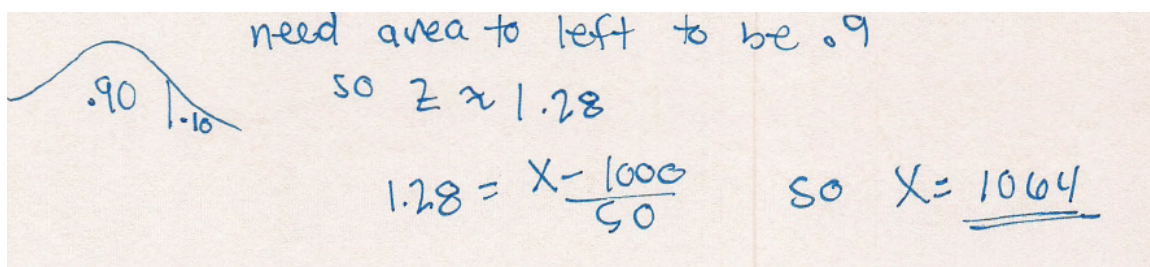 need area to left to be .9
.90 .10
so z ≈ 1.28
1.28 = X - 1000 / 50 so X = 1064